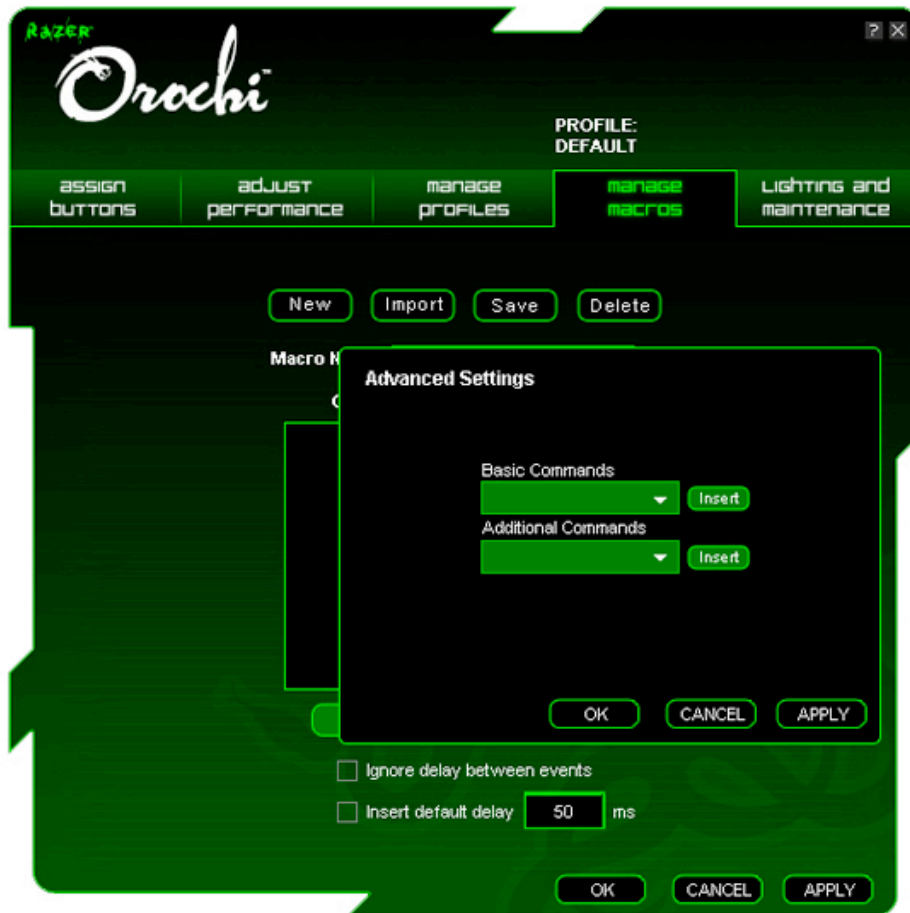 RAZER
Orochi™
? X
PROFILE:
DEFAULT
assign
buttons
adjust
performance
manage
profiles
manage
macros
Lighting and
maintenance
New
Import
Save
Delete
Macro N
Advanced Settings
Basic Commands
Insert
Additional Commands
Insert
OK
CANCEL
APPLY
Ignore delay between events
Insert default delay 50 ms
OK
CANCEL
APPLY